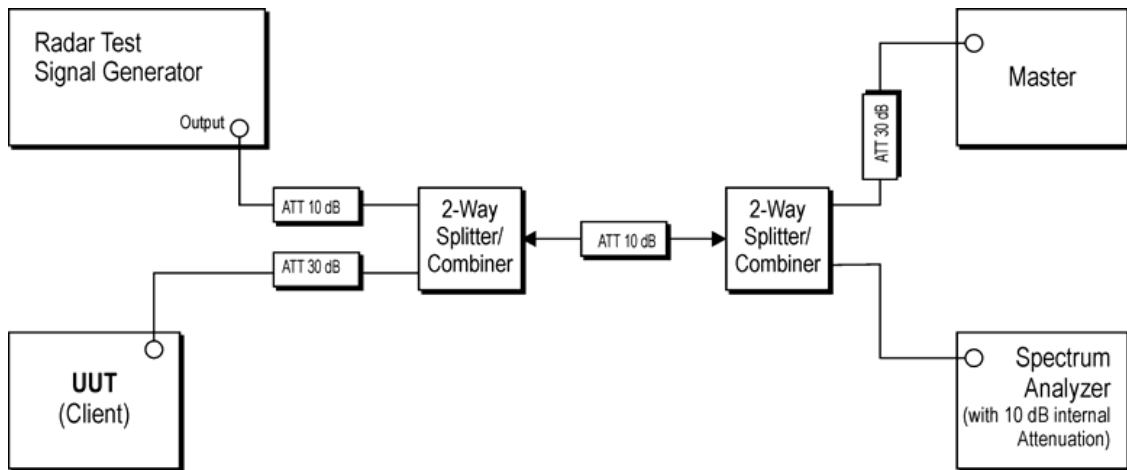 Radar Test
Signal Generator
Output
Master
ATT 30 dB
ATT 10 dB
2-Way
Splitter/
Combiner
ATT 10 dB
2-Way
Splitter/
Combiner
ATT 30 dB
UUT
(Client)
Spectrum
Analyzer
(with 10 dB internal
Attenuation)